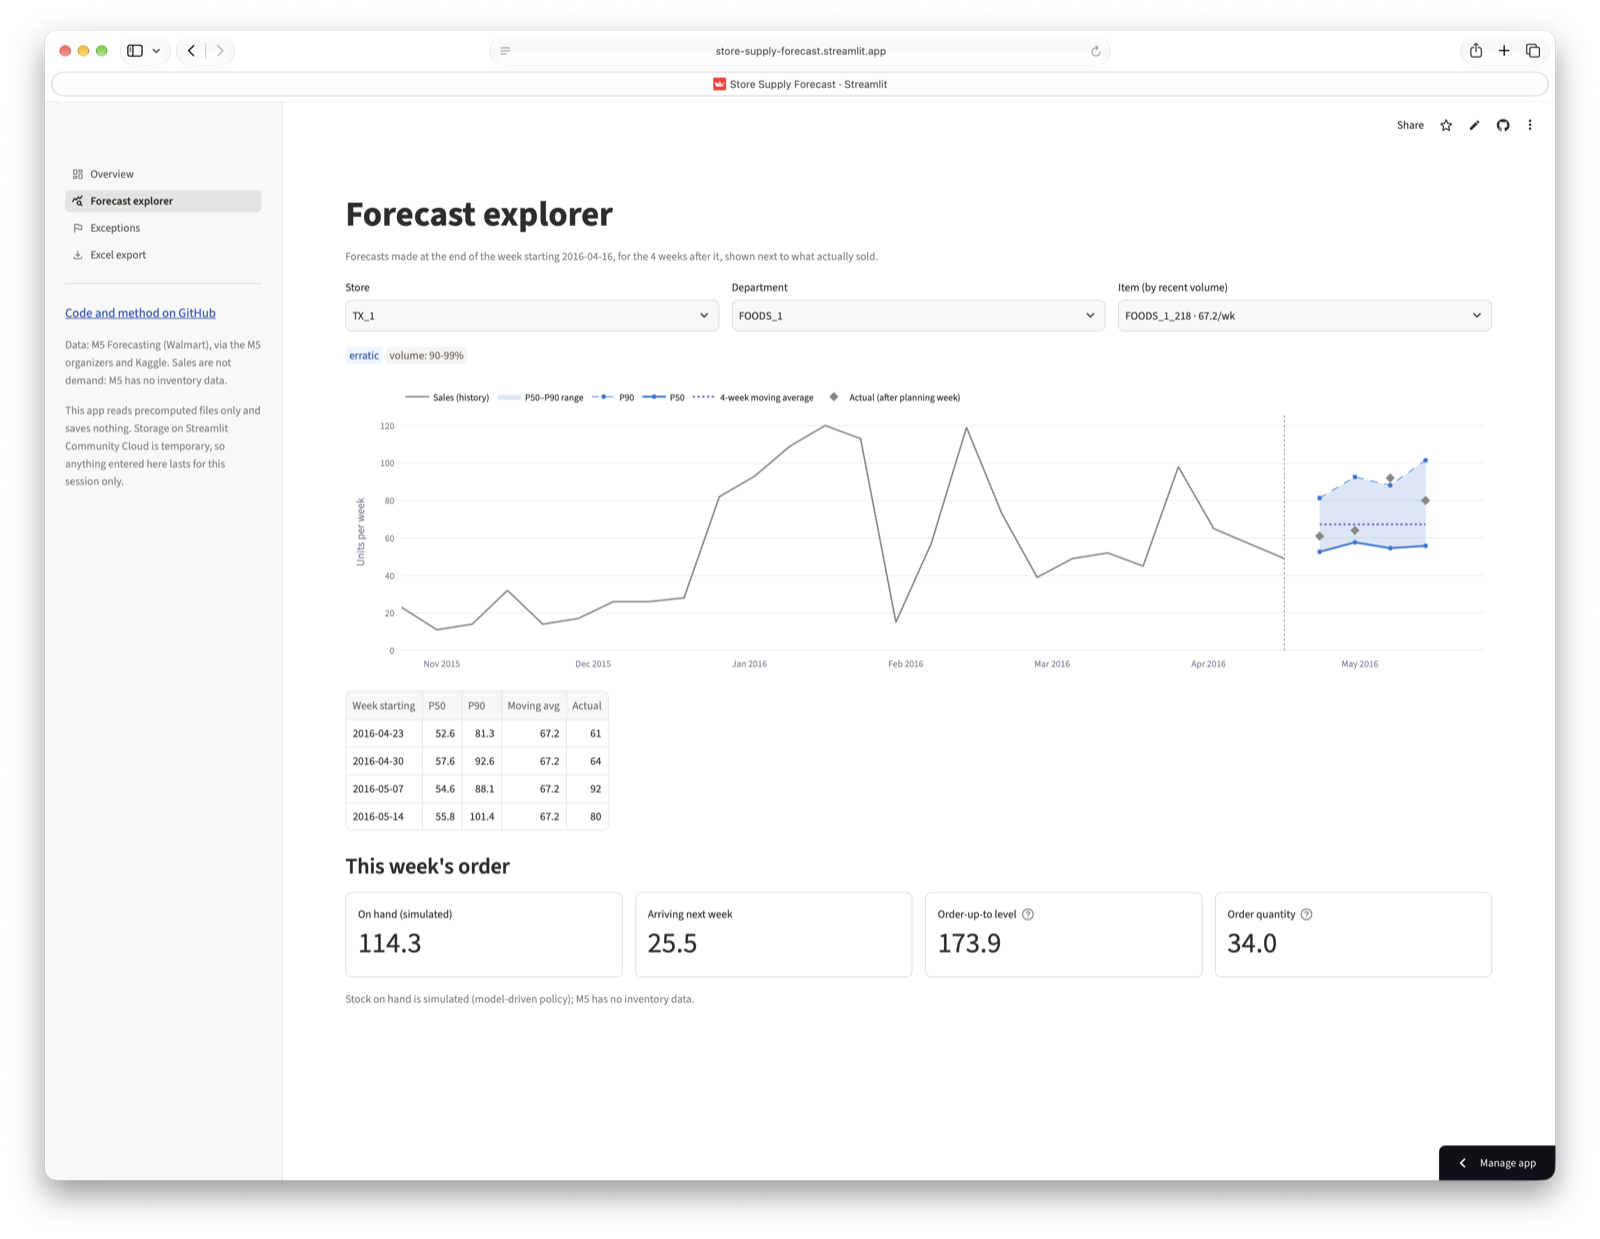 store-supply-forecast.streamlit.app
Store Supply Forecast · Streamlit
Share
Overview
Forecast explorer
Exceptions
Excel export
Code and method on GitHub
Data: M5 Forecasting (Walmart), via the M5
organizers and Kaggle. Sales are not
demand: M5 has no inventory data.
This app reads precomputed files only and
saves nothing. Storage on Streamlit
Community Cloud is temporary, so
anything entered here lasts for this
session only.
Forecast explorer
Forecasts made at the end of the week starting 2016-04-16, for the 4 weeks after it, shown next to what actually sold.
Store Department Item (by recent volume)
TX_1 FOODS_1 FOODS_1_218 · 67.2/wk
erratic volume: 90-99%
Sales (history) P50–P90 range P90 P50 4-week moving average Actual (after planning week)
Units per week
120
100
80
60
40
20
0
Nov 2015 Dec 2015 Jan 2016 Feb 2016 Mar 2016 Apr 2016 May 2016
Week starting P50 P90 Moving avg Actual
2016-04-23 52.6 81.3 67.2 61
2016-04-30 57.6 92.6 67.2 64
2016-05-07 54.6 88.1 67.2 92
2016-05-14 55.8 101.4 67.2 80
This week's order
On hand (simulated) Arriving next week Order-up-to level Order quantity
114.3 25.5 173.9 34.0
Stock on hand is simulated (model-driven policy); M5 has no inventory data.
Manage app